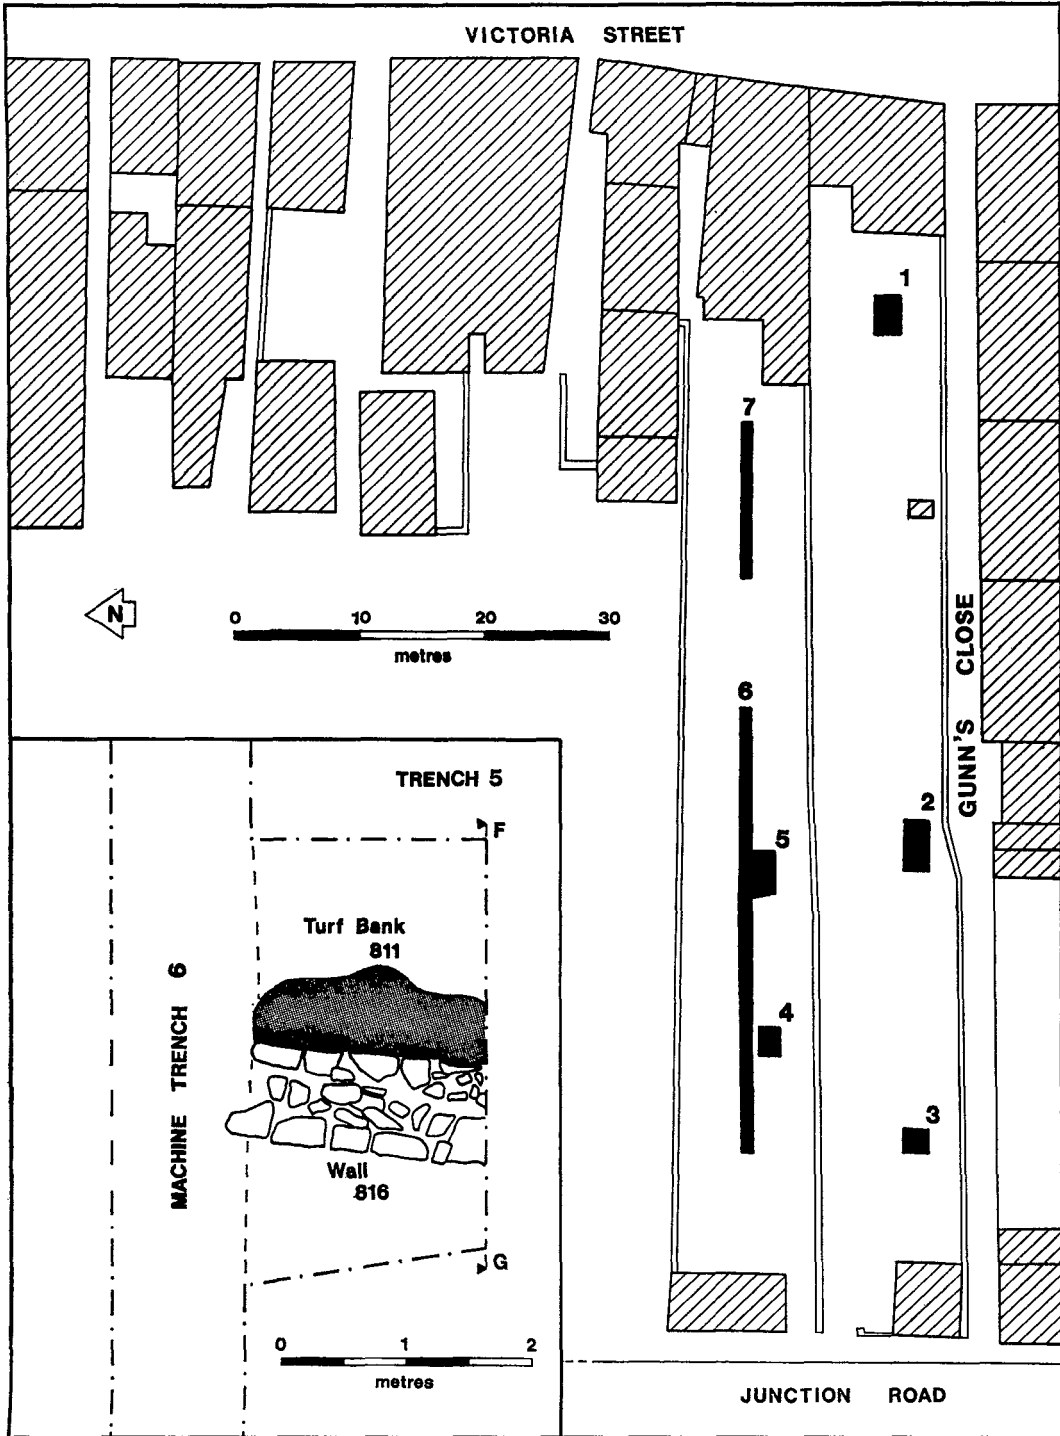 VICTORIA STREET
1
7
N
0 10 20 30
metres
GUNN'S CLOSE
6
2
5
4
3
TRENCH 5
F
Turf Bank
811
MACHINE TRENCH 6
Wall
816
G
0 1 2
metres
JUNCTION ROAD